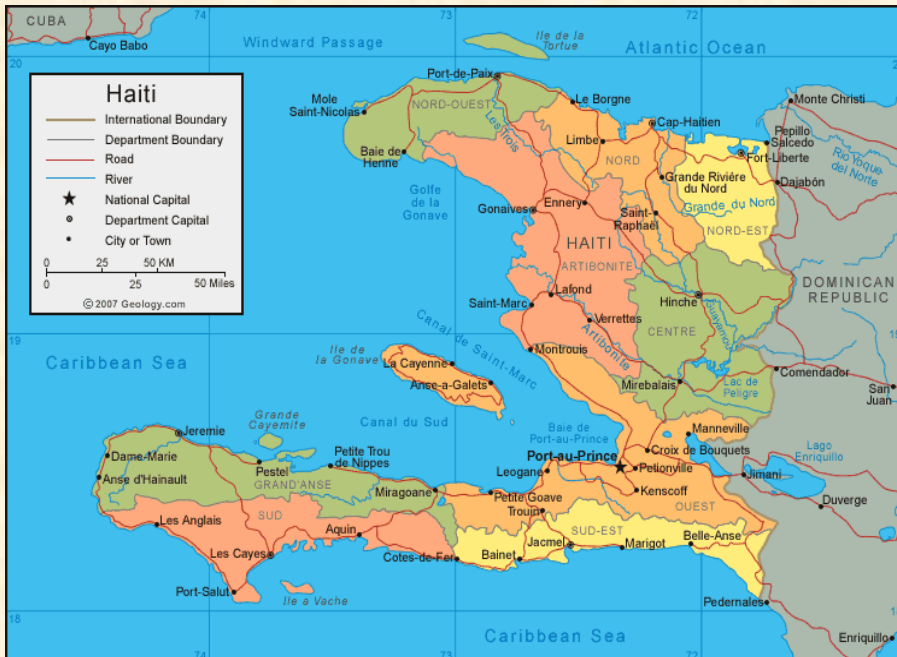 CUBA
Cayo Babo
74
73
72
Windward Passage
Ile de la
Tortue
Atlantic Ocean
20
Haiti
International Boundary
Department Boundary
Road
River
National Capital
Department Capital
City or Town
0 25 50 KM
0 25 50 Miles
© 2007 Geology.com
Port-de-Paix
Mole
Saint-Nicolas
NORD-OUEST
Le Borgne
Monte Christi
Les Trois
Limbe
Cap-Haitien
Pepillo
Salcedo
Baie de
Henne
NORD
Fort-Liberte
Rio Yoque
del Norte
Grande Riviére
du Nord
Dajabón
Golfe
de la
Gonave
Gonaives
Ennery
Saint-
Raphaël
Grande du Nord
NORD-EST
HAITI
ARTIBONITE
DOMINICAN
REPUBLIC
Lafond
Hinche
Saint-Marc
Verrettes
CENTRE
Guayamouc
Artibonite
19
Caribbean Sea
Canal de Saint-Marc
Ile de
la Gonave
Montrouis
La Cayenne
Anse-a-Galets
Mirebalais
Lac de
Peligre
Comendador
San
Juan
Grande
Cayemite
Canal du Sud
Baie de
Port-au-Prince
Manneville
Jeremie
Petite Trou
de Nippes
Port-au-Prince
Croix de Bouquets
Lago
Enriquillo
Dame-Marie
Pestel
Leogane
Petionville
Jimani
Anse d'Hainault
GRAND'ANSE
Miragoane
Petite Goave
Kenscoff
OUEST
Duverge
Les Anglais
SUD
Trouin
Aquin
SUD-EST
Les Cayes
Cotes-de-Fer
Bainet
Jacmel
Marigot
Belle-Anse
Port-Salut
Ile a Vache
Pedernales
18
Caribbean Sea
Enriquillo
74
73
72